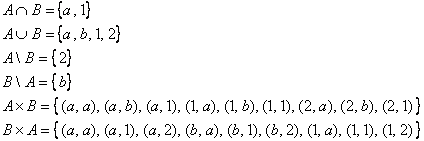 A ∩ B = {a, 1}
A ∪ B = {a, b, 1, 2}
A \ B = {2}
B \ A = {b}
A × B = { (a, a), (a, b), (a, 1), (1, a), (1, b), (1, 1), (2, a), (2, b), (2, 1) }
B × A = { (a, a), (a, 1), (a, 2), (b, a), (b, 1), (b, 2), (1, a), (1, 1), (1, 2) }